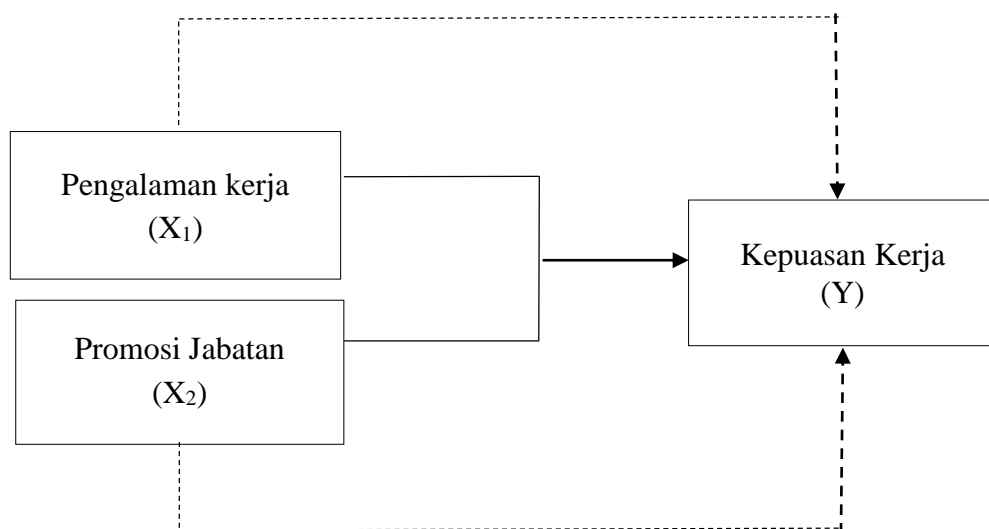 Pengalaman kerja
(X₁)
Promosi Jabatan
(X₂)
Kepuasan Kerja
(Y)